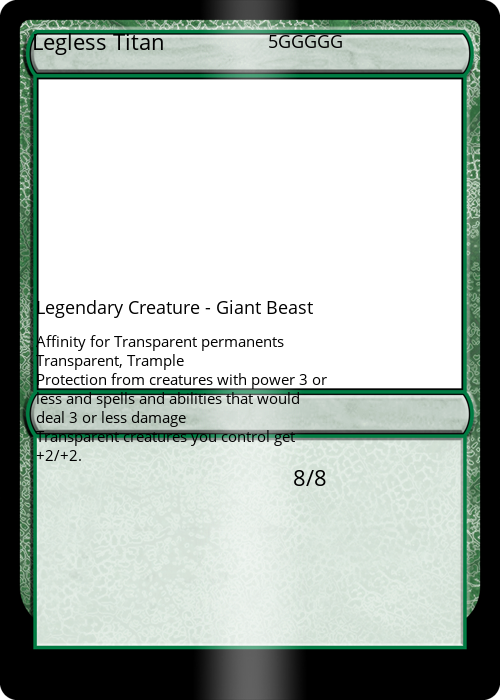 Legless Titan 5GGGGG
Legendary Creature - Giant Beast
Affinity for Transparent permanents
Transparent, Trample
Protection from creatures with power 3 or
less and spells and abilities that would
deal 3 or less damage
Transparent creatures you control get
+2/+2.
8/8